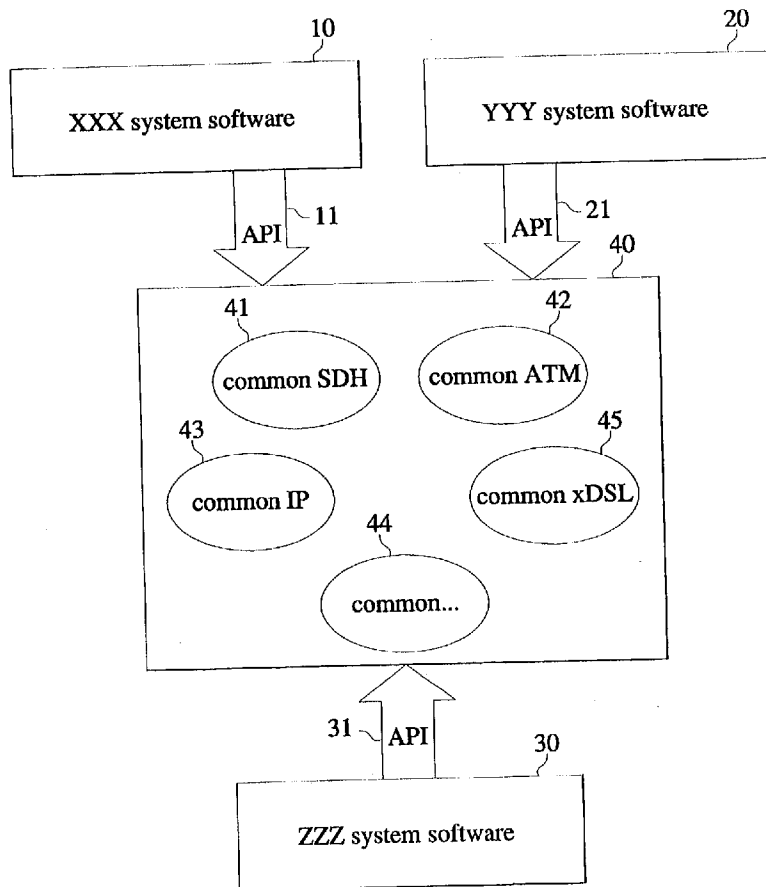 10
20
XXX system software
YYY system software
11
21
API
API
40
41
42
common SDH
common ATM
43
45
common IP
common xDSL
44
common...
31
API
30
ZZZ system software